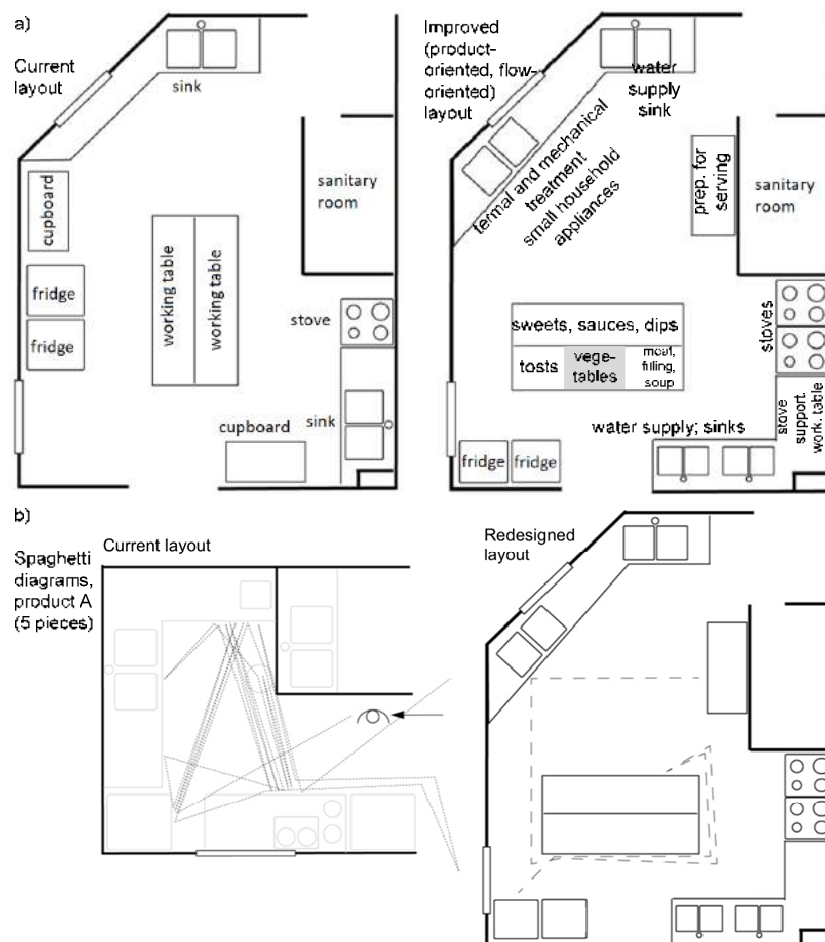 a)
Current
layout
sink
cupboard
fridge
fridge
working table
working table
sanitary
room
stove
sink
cupboard
Improved
(product-
oriented, flow-
oriented)
layout
water
supply
sink
termal and mechanical
treatment
small household
appliances
prep. for
serving
sanitary
room
sweets, sauces, dips
tosts
vege-
tables
meat,
filling,
soup
stoves
stove
support.
work. table
water supply; sinks
fridge
fridge
b)
Spaghetti
diagrams,
product A
(5 pieces)
Current layout
Redesigned
layout